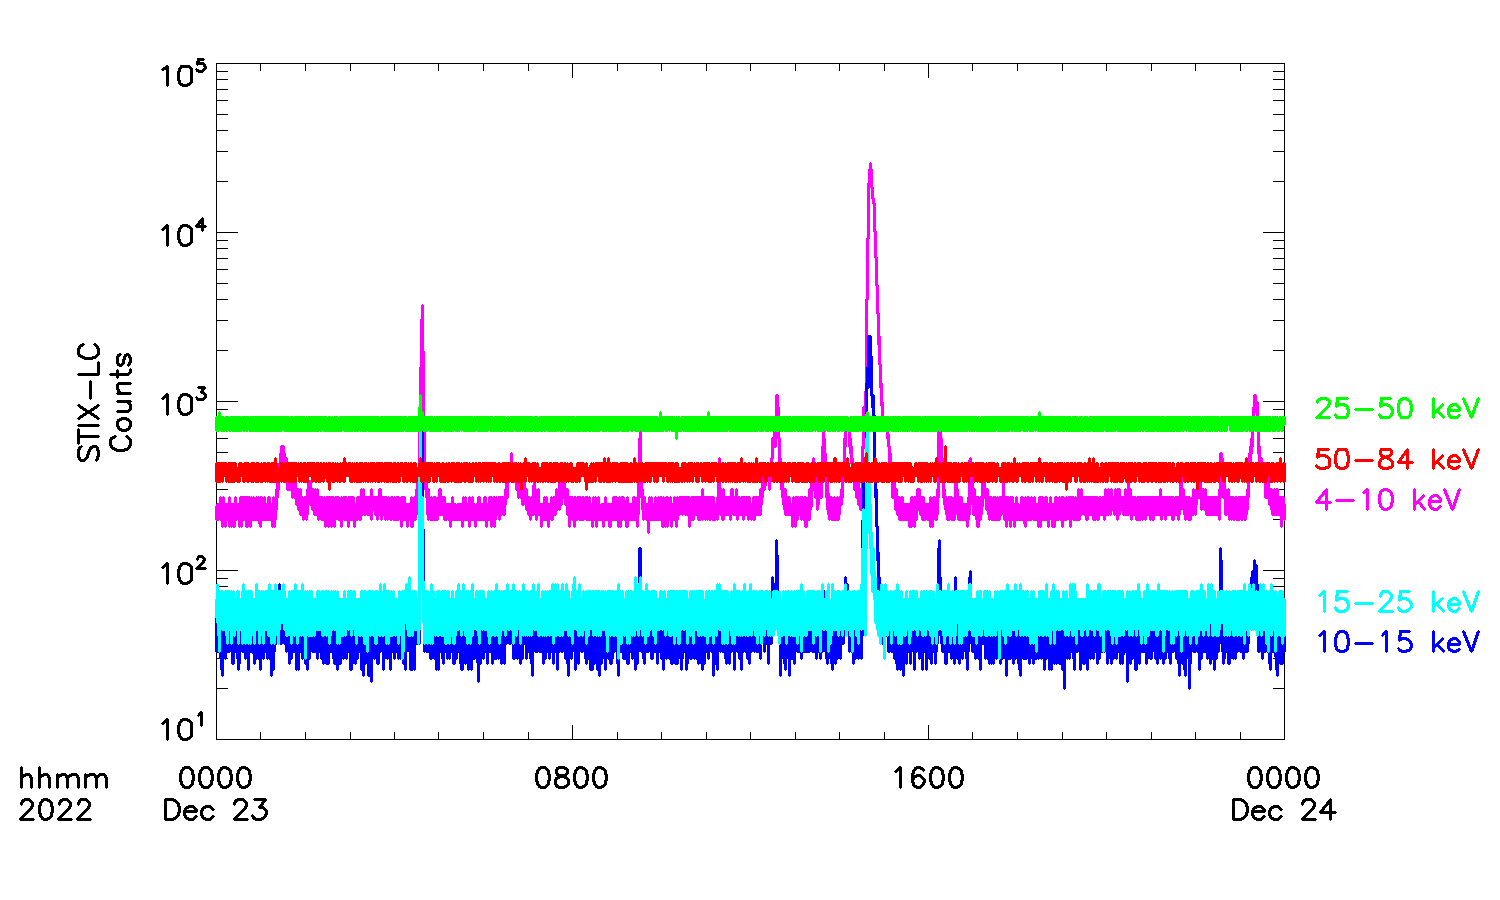 10⁵
10⁴
10³
10²
10¹
STIX-LC
Counts
25-50 keV
50-84 keV
4-10 keV
15-25 keV
10-15 keV
hhmm 0000 0800 1600 0000
2022 Dec 23 Dec 24